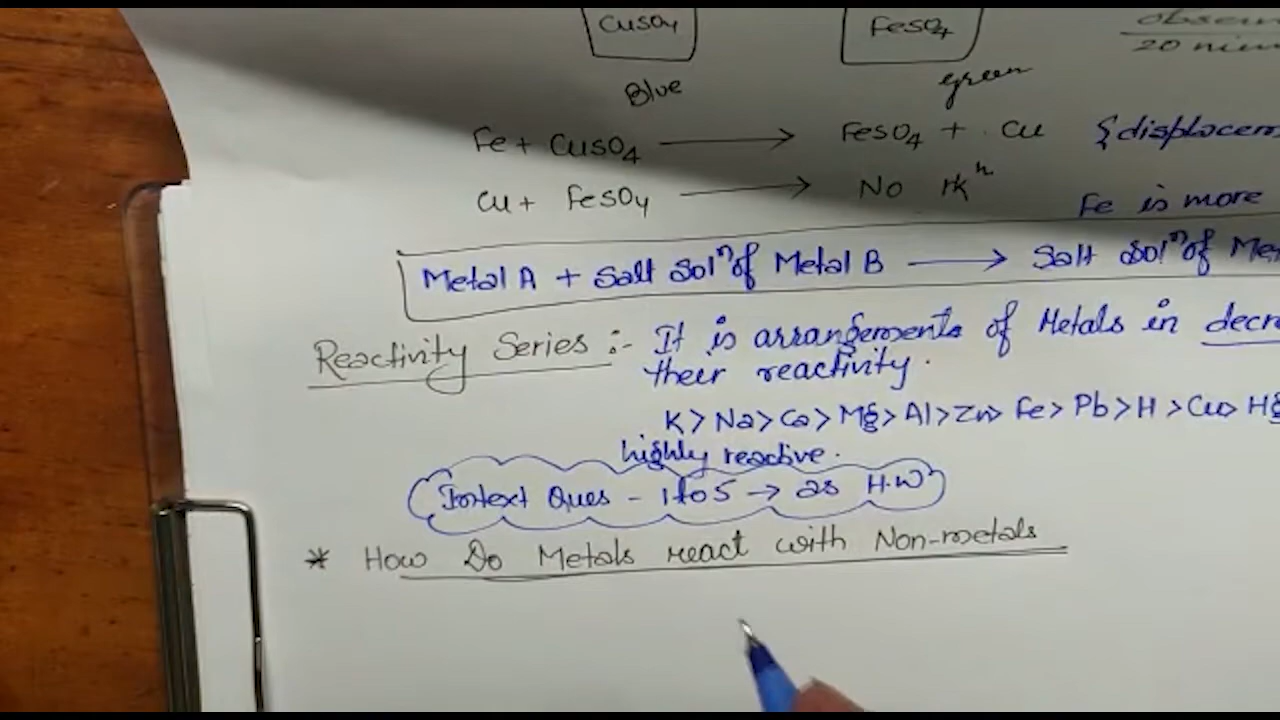 CuSO4 FeSO4
20 min
Blue green
Fe + CuSO4 → FeSO4 + Cu {displacem
Cu + FeSO4 → No RXn
Fe is more
Metal A + Salt Soln of Metal B → Salt Soln of Me
Reactivity Series :- It is arrangements of Metals in decr
their reactivity.
K > Na > Ca > Mg > Al > Zn > Fe > Pb > H > Cu > Hg
highly reactive.
Intext Ques - 1 to 5 → as H.W
* How Do Metals react with Non-metals